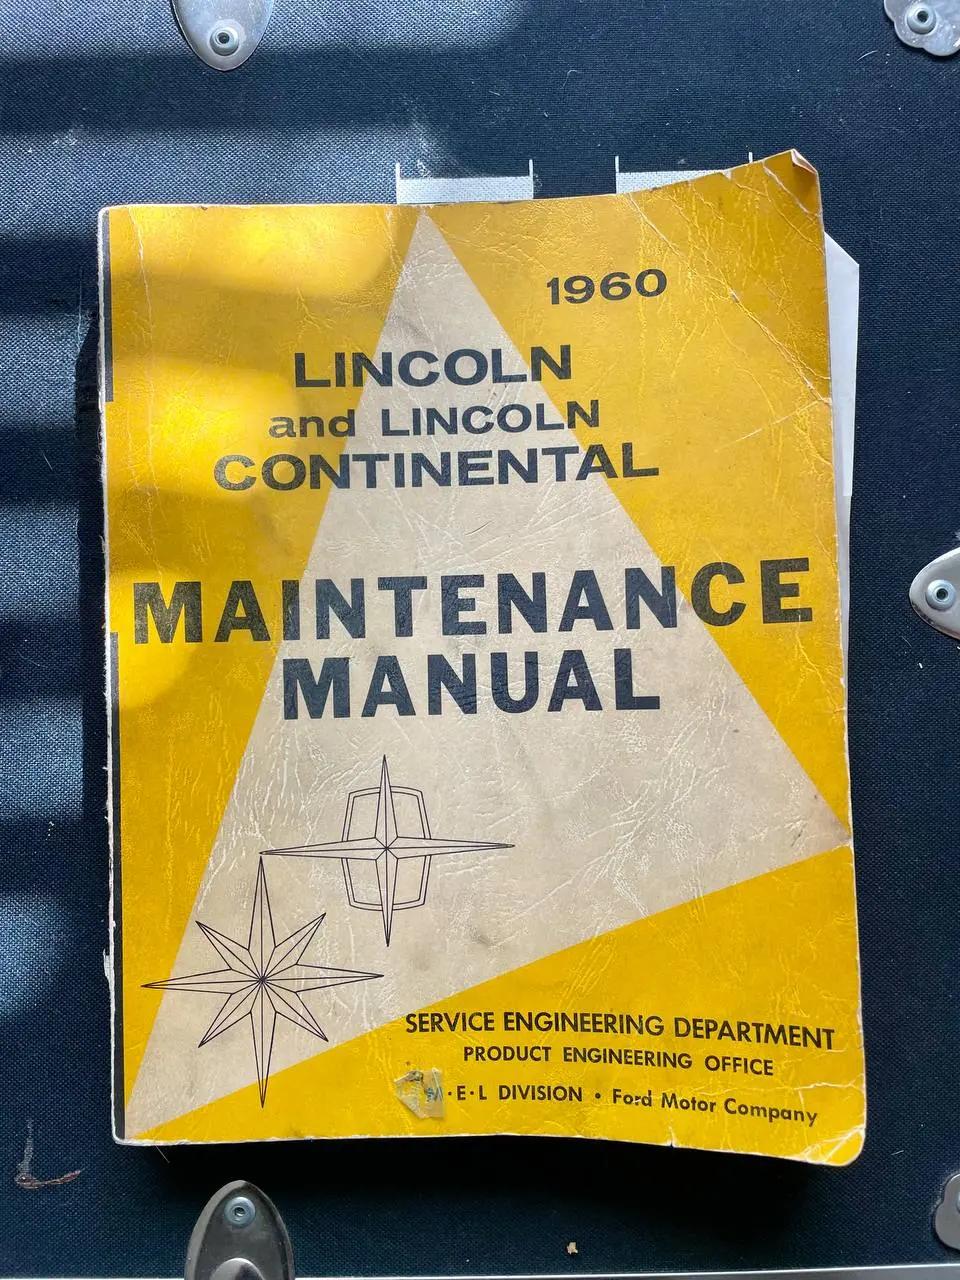 1960
LINCOLN
and LINCOLN
CONTINENTAL
MAINTENANCE
MANUAL
SERVICE ENGINEERING DEPARTMENT
PRODUCT ENGINEERING OFFICE
M·E·L DIVISION • Ford Motor Company